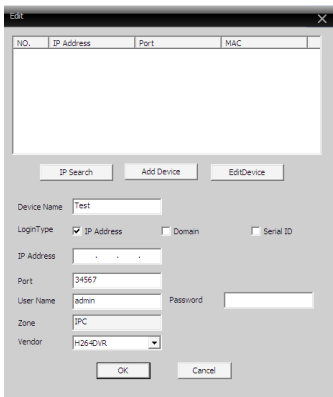 Edit
NO. IP Address Port MAC
IP Search Add Device EditDevice
Device Name Test
LoginType IP Address Domain Serial ID
IP Address . . .
Port 34567
User Name admin Password
Zone IPC
Vendor H264DVR
OK Cancel